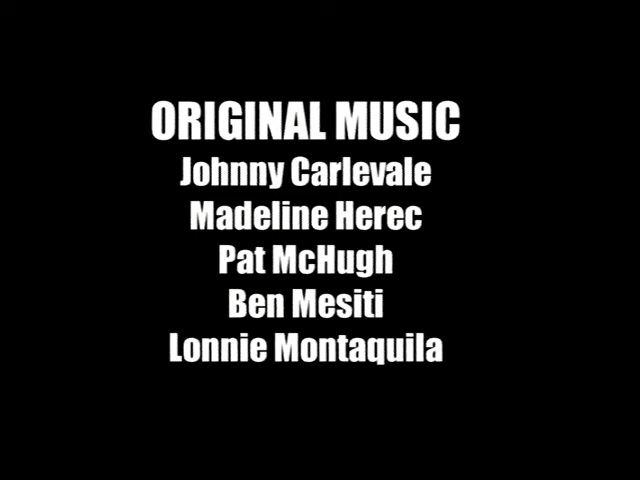 ORIGINAL MUSIC
Johnny Carlevale
Madeline Herec
Pat McHugh
Ben Mesiti
Lonnie Montaquila